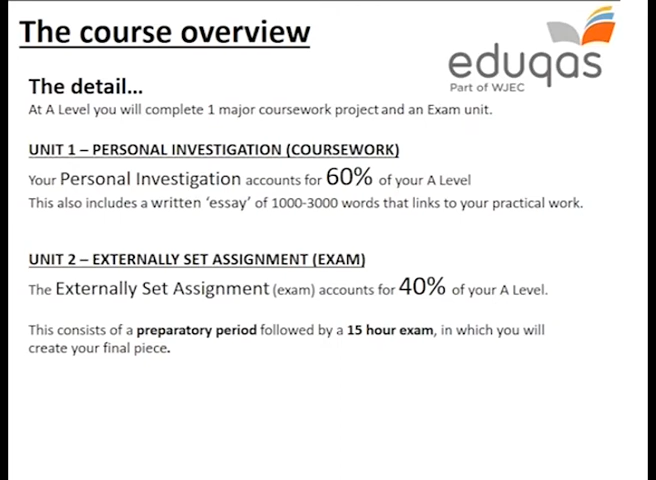 The course overview
eduqas
Part of WJEC
The detail...
At A Level you will complete 1 major coursework project and an Exam unit.
UNIT 1 – PERSONAL INVESTIGATION (COURSEWORK)
Your Personal Investigation accounts for 60% of your A Level
This also includes a written ‘essay’ of 1000-3000 words that links to your practical work.
UNIT 2 – EXTERNALLY SET ASSIGNMENT (EXAM)
The Externally Set Assignment (exam) accounts for 40% of your A Level.
This consists of a preparatory period followed by a 15 hour exam, in which you will
create your final piece.